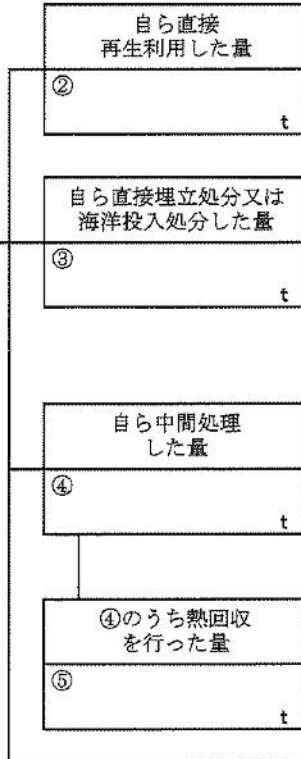 自ら直接
再生利用した量
②
t
自ら直接埋立処分又は
海洋投入処分した量
③
t
自ら中間処理
した量
④
t
④のうち熱回収
を行った量
⑤
t